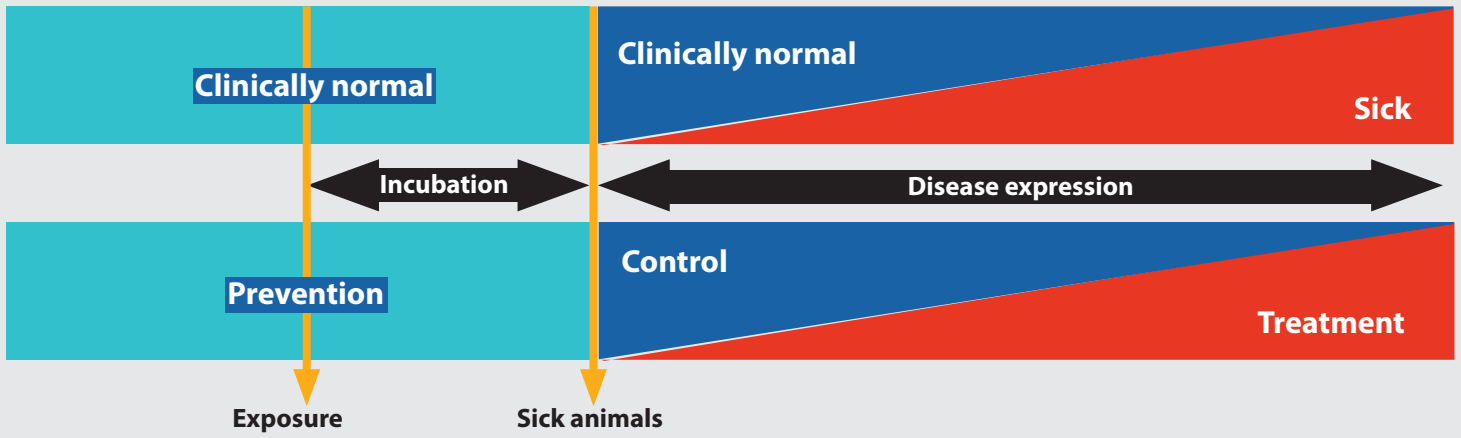 Clinically normal
Clinically normal
Sick
Incubation
Disease expression
Control
Prevention
Treatment
Exposure
Sick animals